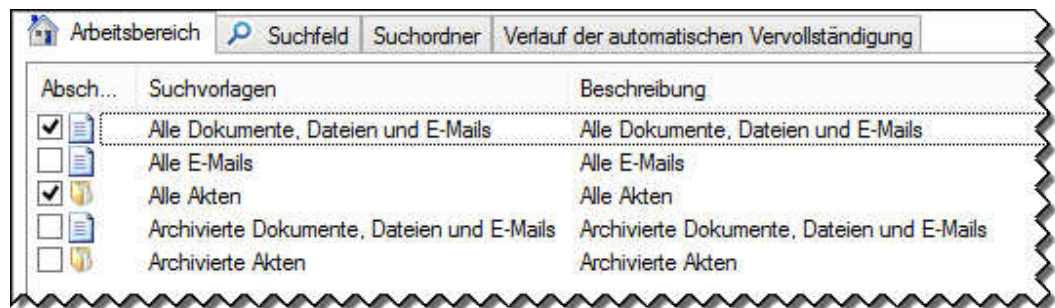 Arbeitsbereich Suchfeld Suchordner Verlauf der automatischen Vervollständigung
Absch... Suchvorlagen Beschreibung
Alle Dokumente, Dateien und E-Mails Alle Dokumente, Dateien und E-Mails
Alle E-Mails Alle E-Mails
Alle Akten Alle Akten
Archivierte Dokumente, Dateien und E-Mails Archivierte Dokumente, Dateien und E-Mails
Archivierte Akten Archivierte Akten